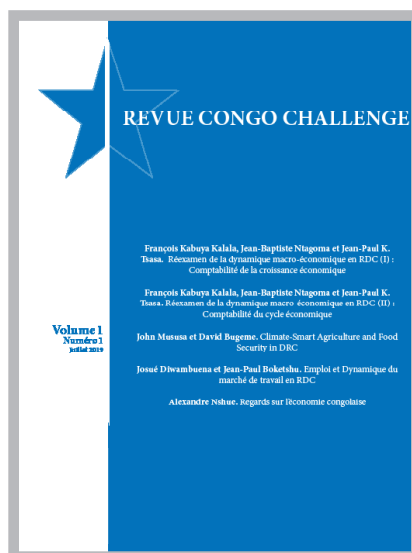 REVUE CONGO CHALLENGE
François Kabuya Kalala, Jean-Baptiste Ntagoma et Jean-Paul K.
Tsasa. Réexamen de la dynamique macro-économique en RDC (I) :
Comptabilité de la croissance économique
François Kabuya Kalala, Jean-Baptiste Ntagoma et Jean-Paul K.
Tsasa. Réexamen de la dynamique macro-économique en RDC (II) :
Comptabilité du cycle économique
Volume 1
Numéro 1
Juillet 2019
John Mususa et David Bugeme. Climate-Smart Agriculture and Food
Security in DRC
Josué Diwambuena et Jean-Paul Boketshu. Emploi et Dynamique du
marché de travail en RDC
Alexandre Nshue. Regards sur l'économie congolaise